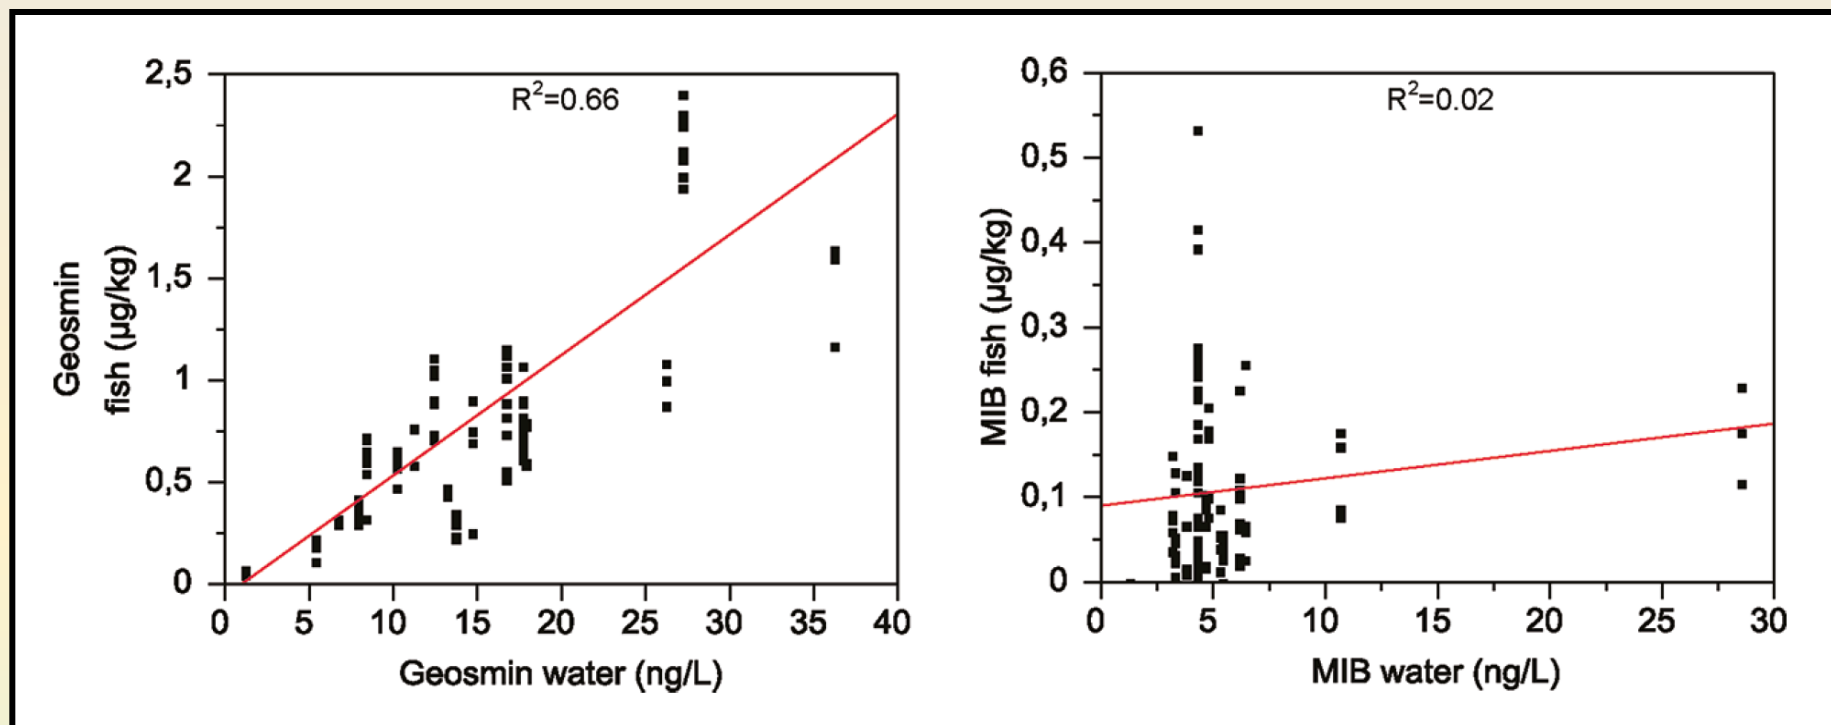 R²=0.66
2,5
2
1,5
1
0,5
0
Geosmin
fish (µg/kg)
0 5 10 15 20 25 30 35 40
Geosmin water (ng/L)
R²=0.02
0,6
0,5
0,4
0,3
0,2
0,1
0
MIB fish (µg/kg)
0 5 10 15 20 25 30
MIB water (ng/L)